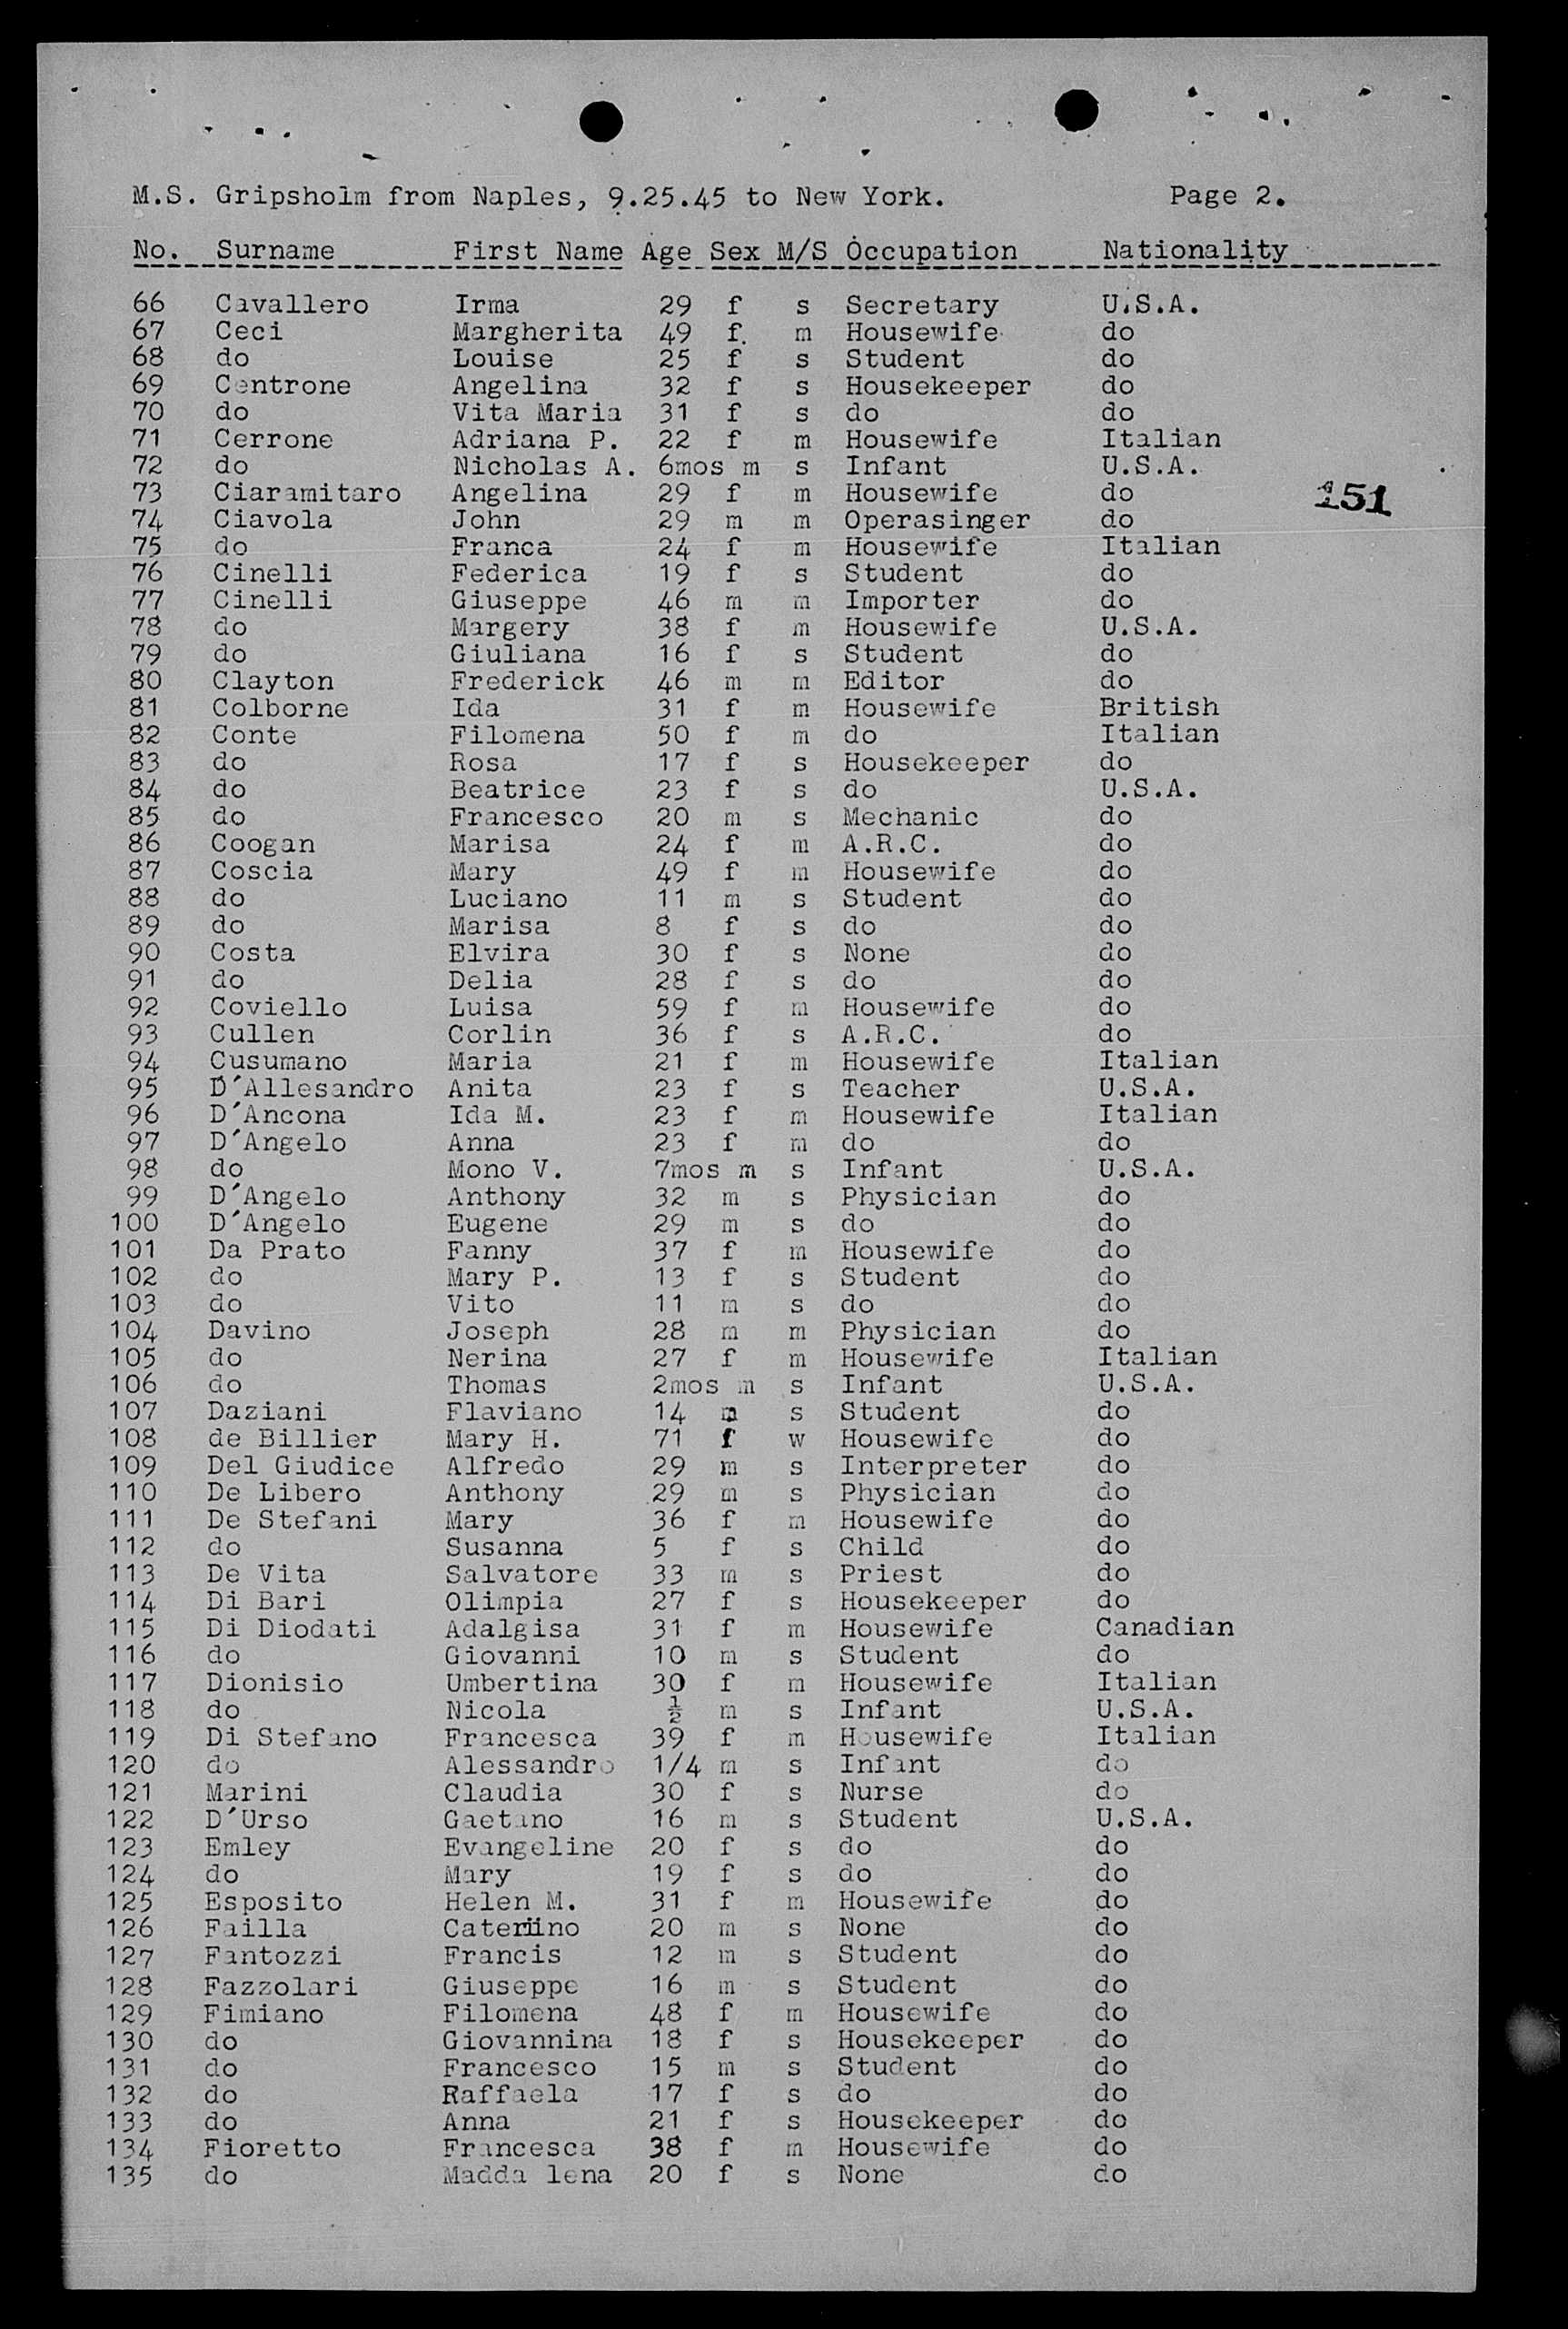 M.S. Gripsholm from Naples, 9.25.45 to New York. Page 2.
No. Surname First Name Age Sex M/S Occupation Nationality
66 Cavallero Irma 29 f s Secretary U.S.A.
67 Ceci Margherita 49 f. m Housewife do
68 do Louise 25 f s Student do
69 Centrone Angelina 32 f s Housekeeper do
70 do Vita Maria 31 f s do do
71 Cerrone Adriana P. 22 f m Housewife Italian
72 do Nicholas A. 6mos m s Infant U.S.A.
73 Ciaramitaro Angelina 29 f m Housewife do
151
74 Ciavola John 29 m m Operasinger do
75 do Franca 24 f m Housewife Italian
76 Cinelli Federica 19 f s Student do
77 Cinelli Giuseppe 46 m m Importer do
78 do Margery 38 f m Housewife U.S.A.
79 do Giuliana 16 f s Student do
80 Clayton Frederick 46 m m Editor do
81 Colborne Ida 31 f m Housewife British
82 Conte Filomena 50 f m do Italian
83 do Rosa 17 f s Housekeeper do
84 do Beatrice 23 f s do U.S.A.
85 do Francesco 20 m s Mechanic do
86 Coogan Marisa 24 f m A.R.C. do
87 Coscia Mary 49 f m Housewife do
88 do Luciano 11 m s Student do
89 do Marisa 8 f s do do
90 Costa Elvira 30 f s None do
91 do Delia 28 f s do do
92 Coviello Luisa 59 f m Housewife do
93 Cullen Corlin 36 f s A.R.C. do
94 Cusumano Maria 21 f m Housewife Italian
95 D´Allesandro Anita 23 f s Teacher U.S.A.
96 D´Ancona Ida M. 23 f m Housewife Italian
97 D´Angelo Anna 23 f m do do
98 do Mono V. 7mos m s Infant U.S.A.
99 D´Angelo Anthony 32 m s Physician do
100 D´Angelo Eugene 29 m s do do
101 Da Prato Fanny 37 f m Housewife do
102 do Mary P. 13 f s Student do
103 do Vito 11 m s do do
104 Davino Joseph 28 m m Physician do
105 do Nerina 27 f m Housewife Italian
106 do Thomas 2mos m s Infant U.S.A.
107 Daziani Flaviano 14 m s Student do
108 de Billier Mary H. 71 f w Housewife do
109 Del Giudice Alfredo 29 m s Interpreter do
110 De Libero Anthony 29 m s Physician do
111 De Stefani Mary 36 f m Housewife do
112 do Susanna 5 f s Child do
113 De Vita Salvatore 33 m s Priest do
114 Di Bari Olimpia 27 f s Housekeeper do
115 Di Diodati Adalgisa 31 f m Housewife Canadian
116 do Giovanni 10 m s Student do
117 Dionisio Umbertina 30 f m Housewife Italian
118 do Nicola ½ m s Infant U.S.A.
119 Di Stefano Francesca 39 f m Housewife Italian
120 do Alessandro 1/4 m s Infant do
121 Marini Claudia 30 f s Nurse do
122 D´Urso Gaetano 16 m s Student U.S.A.
123 Emley Evangeline 20 f s do do
124 do Mary 19 f s do do
125 Esposito Helen M. 31 f m Housewife do
126 Failla Cateriino 20 m s None do
127 Fantozzi Francis 12 m s Student do
128 Fazzolari Giuseppe 16 m s Student do
129 Fimiano Filomena 48 f m Housewife do
130 do Giovannina 18 f s Housekeeper do
131 do Francesco 15 m s Student do
132 do Raffaela 17 f s do do
133 do Anna 21 f s Housekeeper do
134 Fioretto Francesca 38 f m Housewife do
135 do Madda lena 20 f s None do